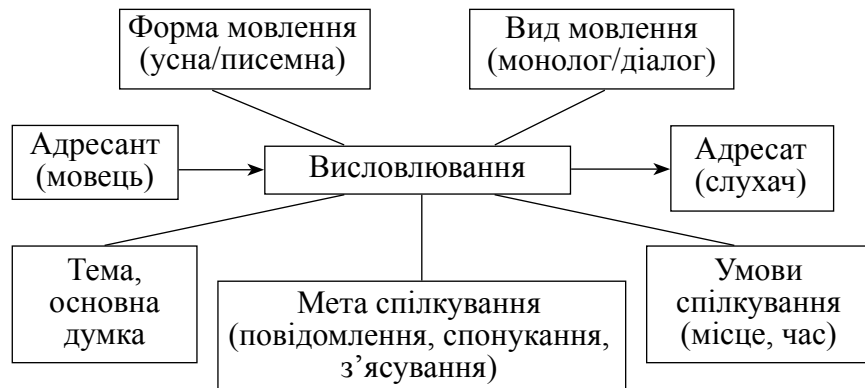 Форма мовлення
(усна/писемна)
Вид мовлення
(монолог/діалог)
Адресант
(мовець)
Висловлювання
Адресат
(слухач)
Тема,
основна
думка
Мета спілкування
(повідомлення, спонукання,
з’ясування)
Умови
спілкування
(місце, час)